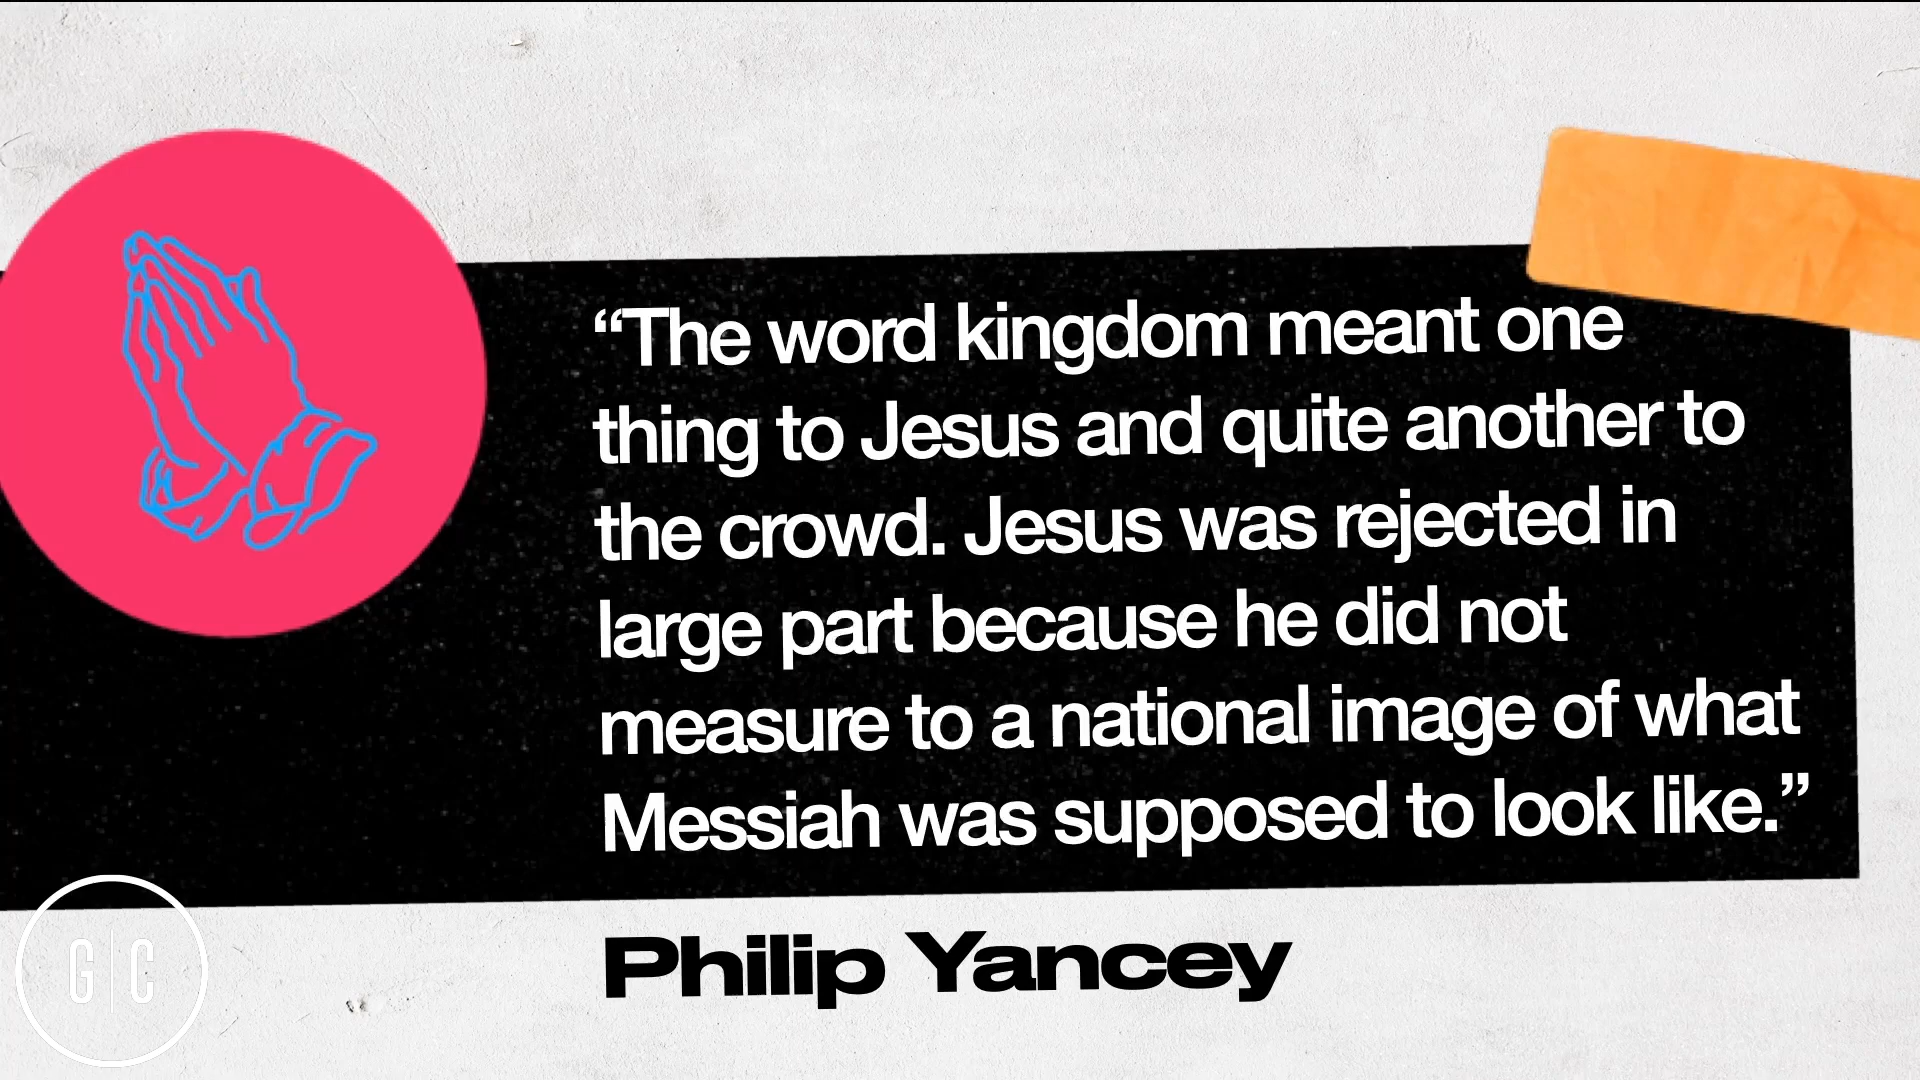 “The word kingdom meant one
thing to Jesus and quite another to
the crowd. Jesus was rejected in
large part because he did not
measure to a national image of what
Messiah was supposed to look like.”
Philip Yancey
G|C